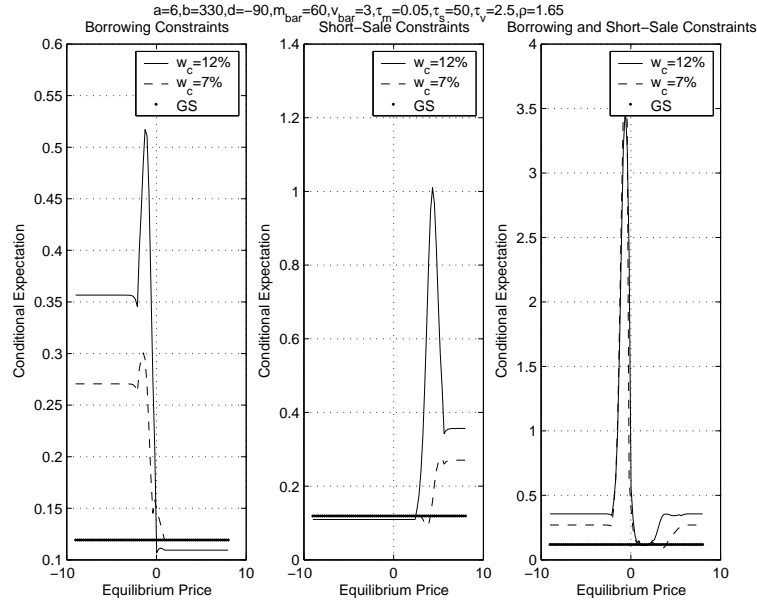 a=6,b=330,d=-90,m_bar=60,v_bar=3,τ_m=0.05,τ_s=50,τ_v=2.5,ρ=1.65
Borrowing Constraints
0.6
0.55
0.5
0.45
0.4
0.35
0.3
0.25
0.2
0.15
0.1
−10
0
10
Conditional Expectation
Equilibrium Price
w_c=12%
w_c=7%
GS
Short−Sale Constraints
1.4
1.2
1
0.8
0.6
0.4
0.2
0
−10
0
10
Conditional Expectation
Equilibrium Price
w_c=12%
w_c=7%
GS
Borrowing and Short−Sale Constraints
4
3.5
3
2.5
2
1.5
1
0.5
0
−10
0
10
Conditional Expectation
Equilibrium Price
w_c=12%
w_c=7%
GS